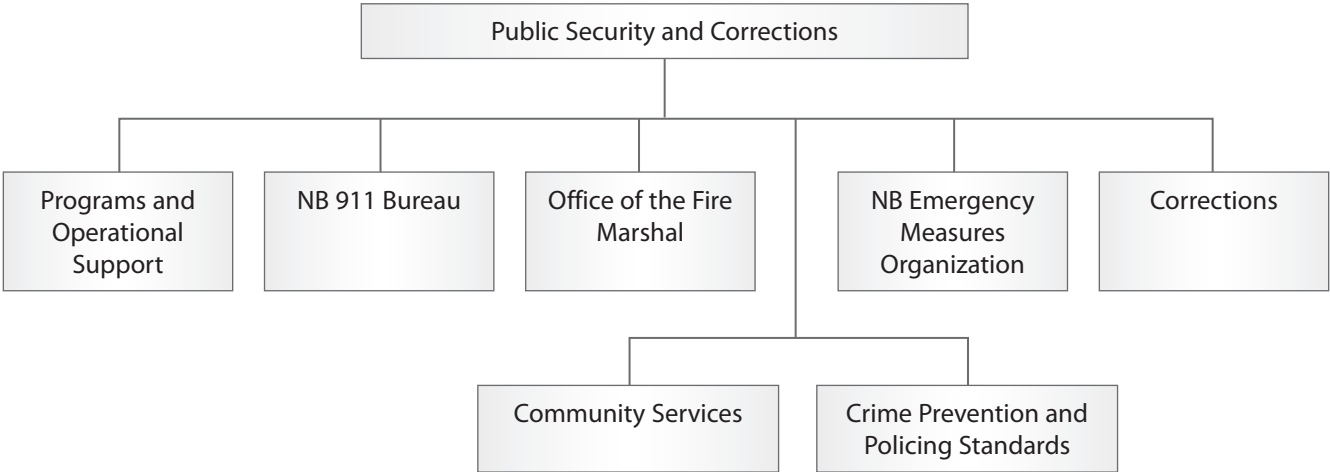 Public Security and Corrections
Programs and
Operational
Support
NB 911 Bureau
Office of the Fire
Marshal
NB Emergency
Measures
Organization
Corrections
Community Services
Crime Prevention and
Policing Standards